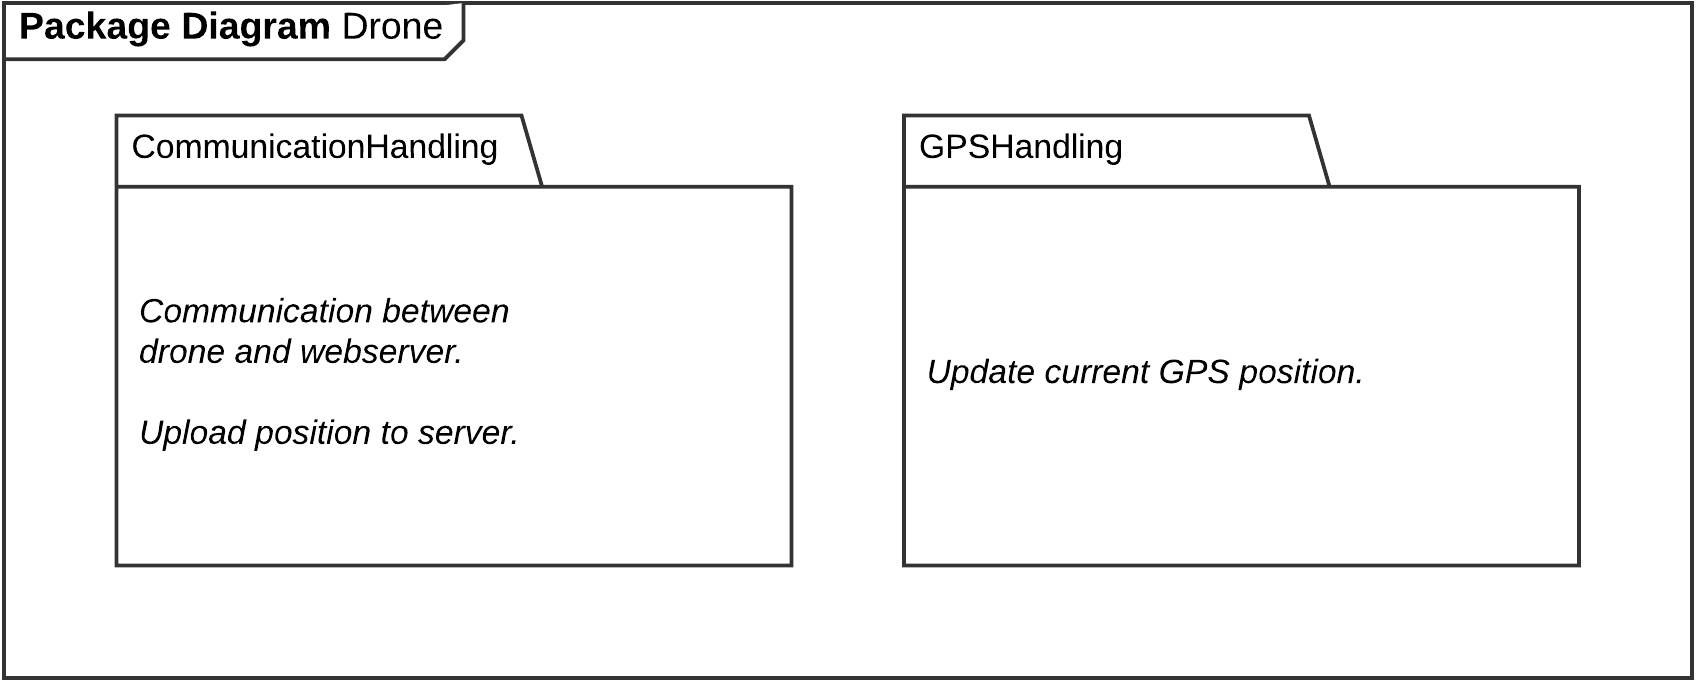 Package Diagram Drone
CommunicationHandling
Communication between
drone and webserver.
Upload position to server.
GPSHandling
Update current GPS position.